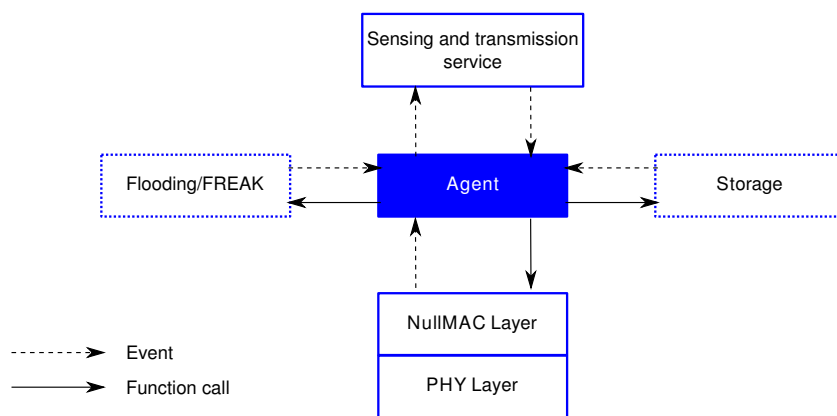 Sensing and transmission
service
Flooding/FREAK
Agent
Storage
NullMAC Layer
PHY Layer
Event
Function call